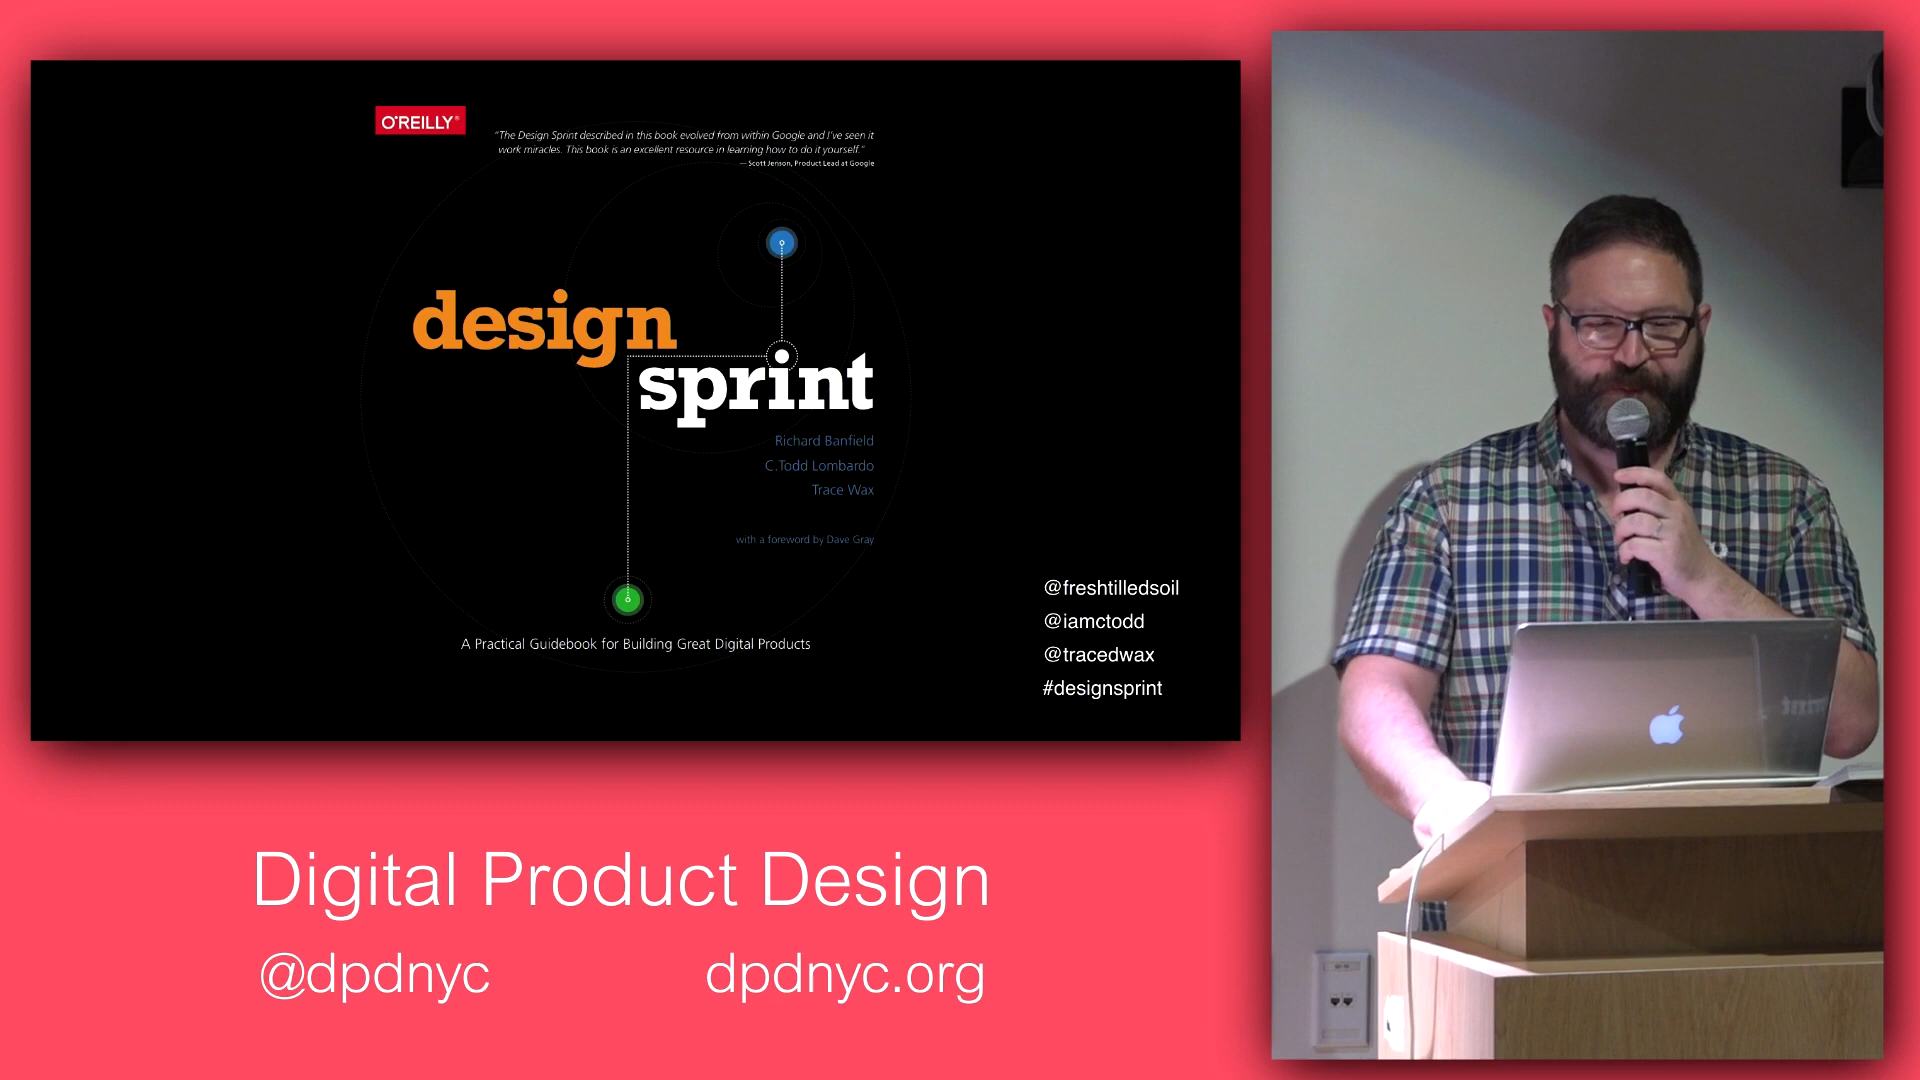 O'REILLY®
"The Design Sprint described in this book evolved from within Google and I've seen it
work miracles. This book is an excellent resource in learning how to do it yourself."
— Scott Jenson, Product Lead at Google
design
sprint
Richard Banfield
C.Todd Lombardo
Trace Wax
with a foreword by Dave Gray
A Practical Guidebook for Building Great Digital Products
@freshtilledsoil
@iamctodd
@tracedwax
#designsprint
Digital Product Design
@dpdnyc
dpdnyc.org